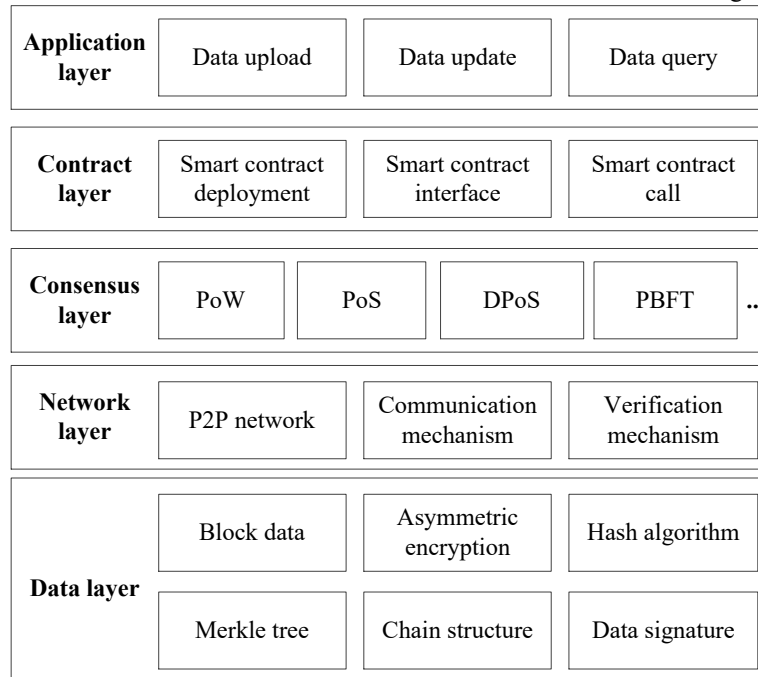 g
Application
layer
Data upload
Data update
Data query
Contract
layer
Smart contract
deployment
Smart contract
interface
Smart contract
call
Consensus
layer
PoW
PoS
DPoS
PBFT
..
Network
layer
P2P network
Communication
mechanism
Verification
mechanism
Data layer
Block data
Asymmetric
encryption
Hash algorithm
Merkle tree
Chain structure
Data signature